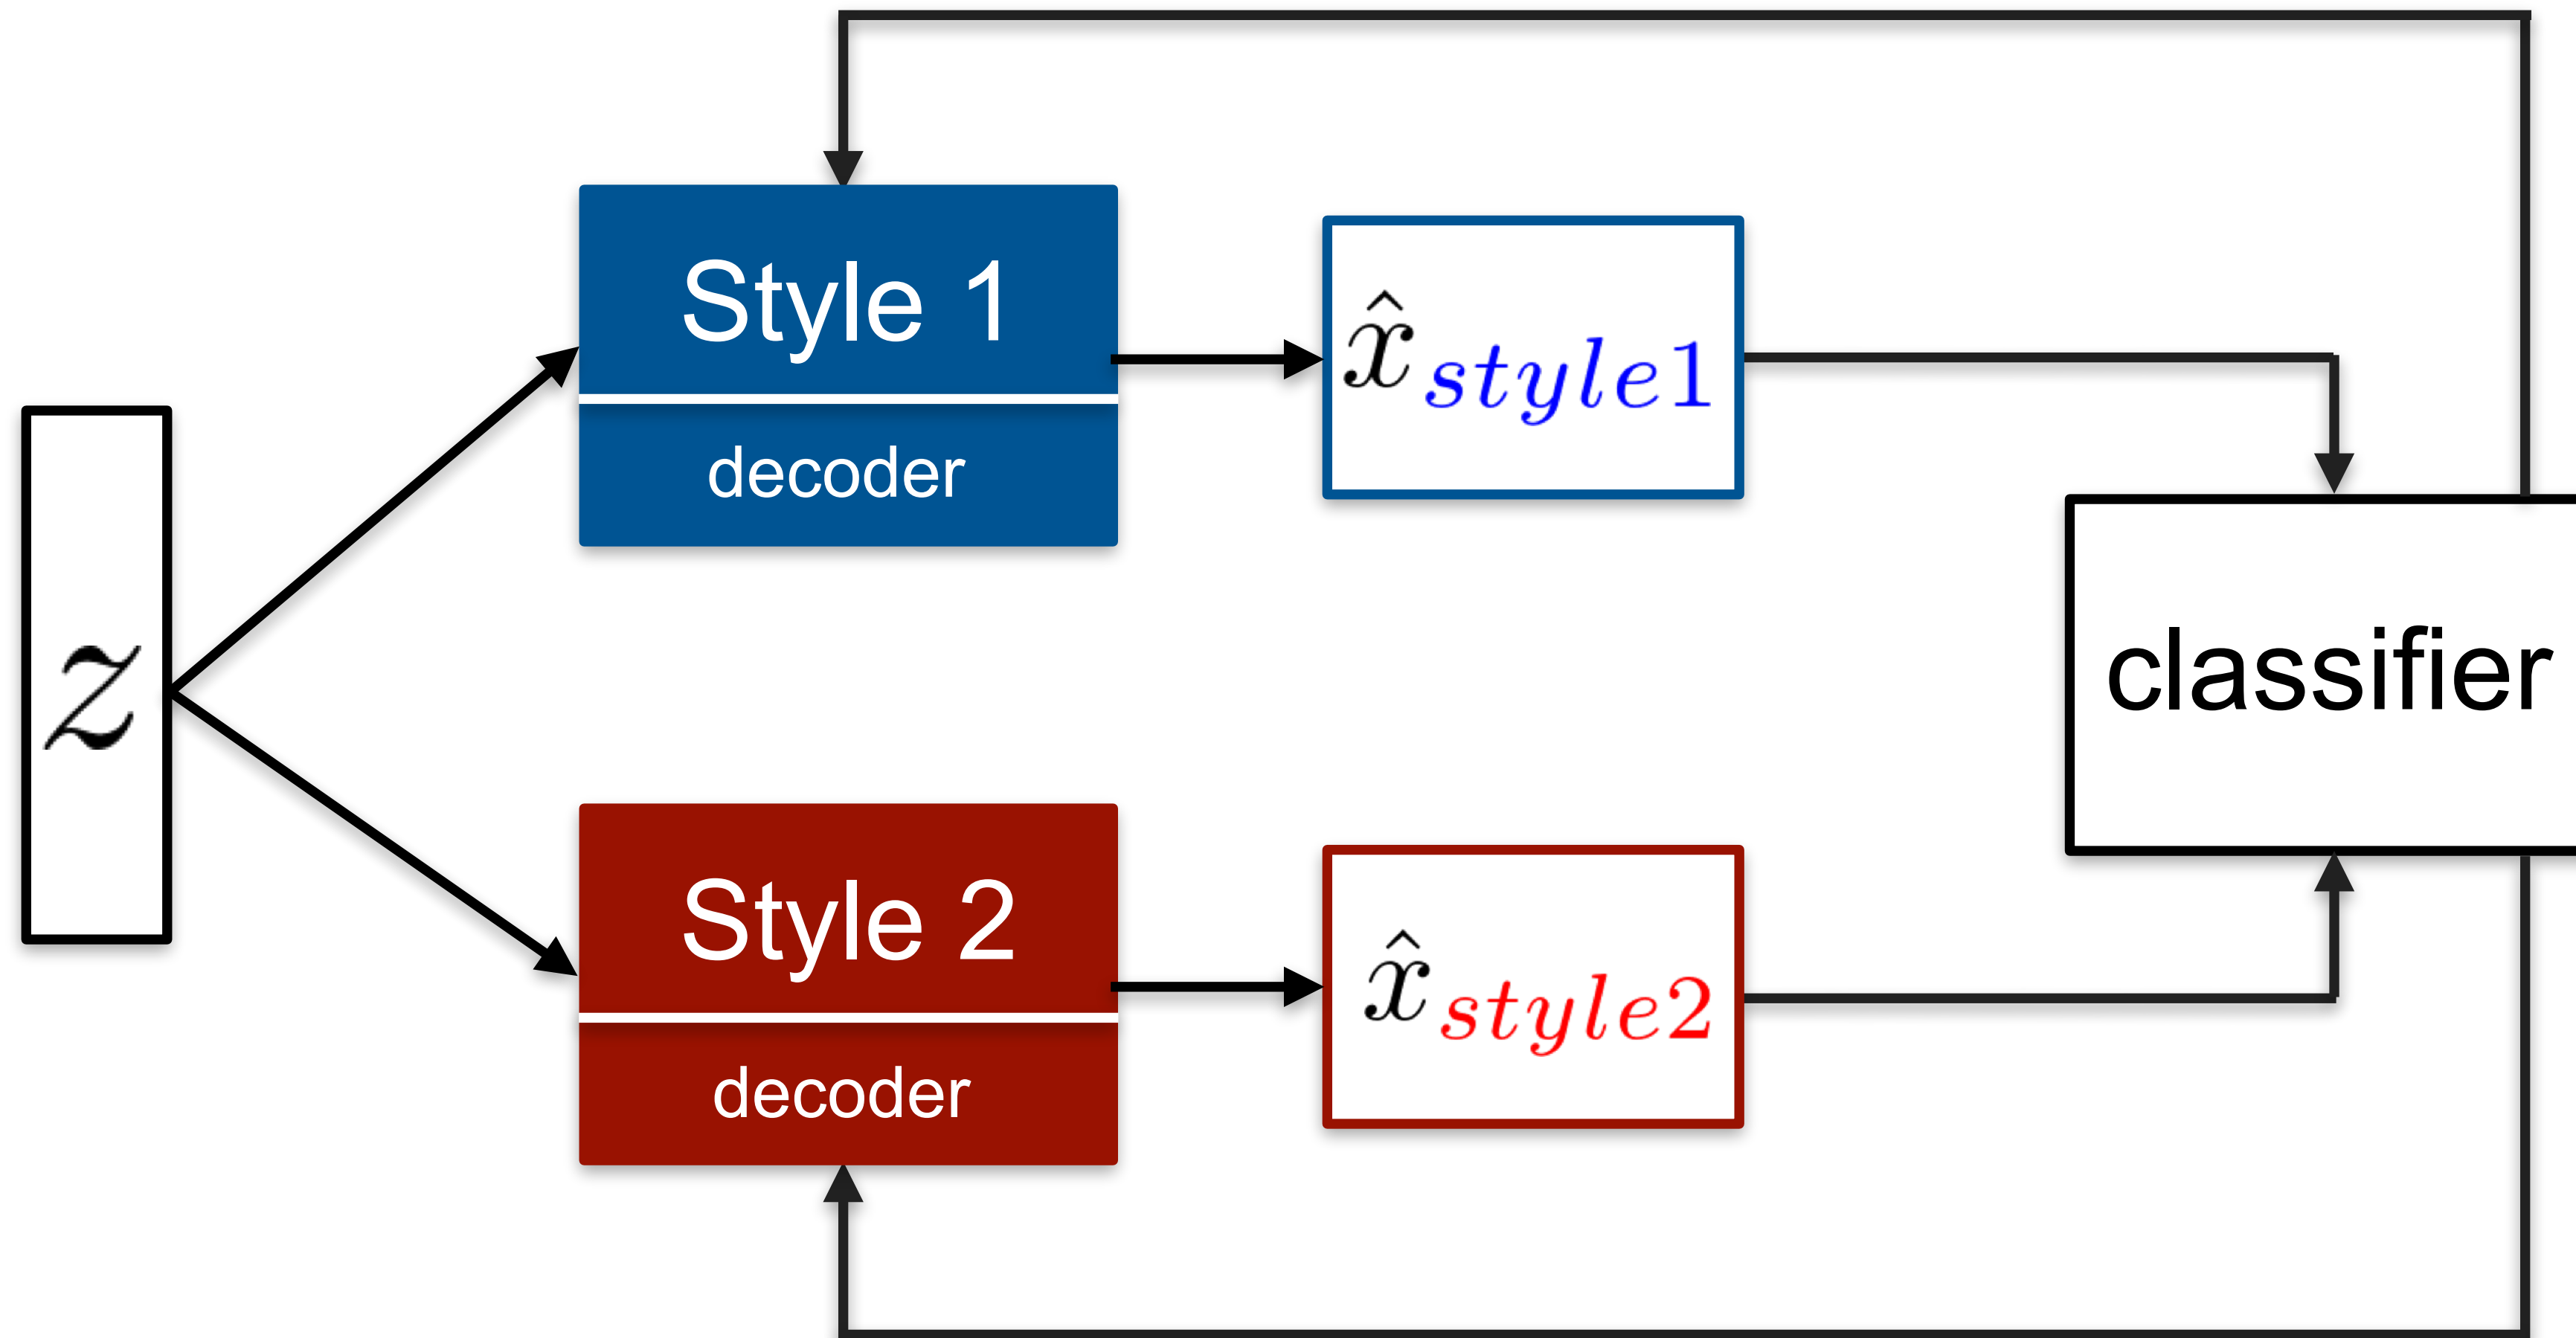 z
Style 1
decoder
x̂style1
classifier
Style 2
decoder
x̂style2